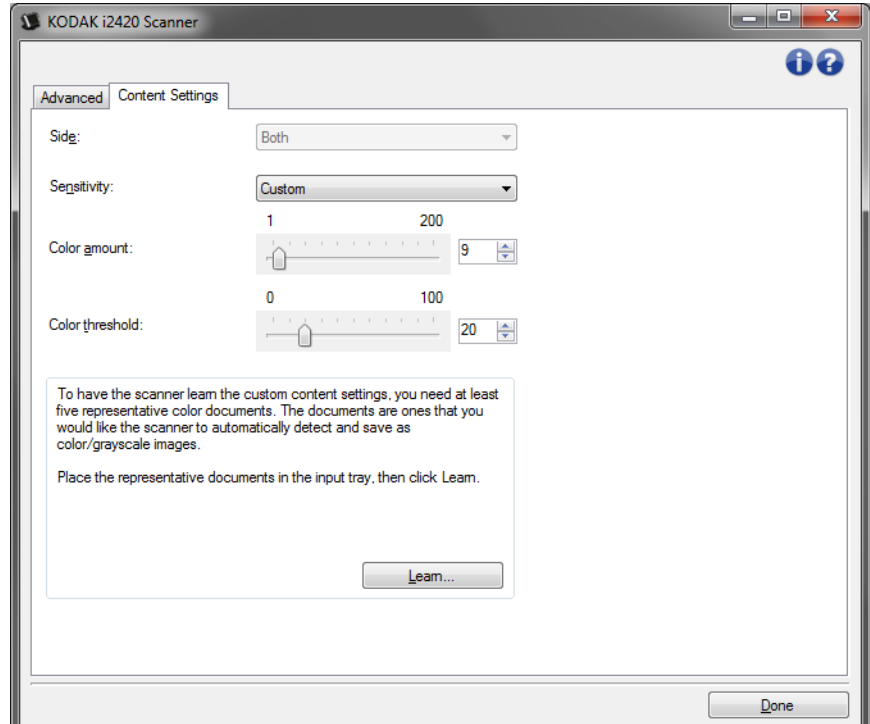 KODAK i2420 Scanner
Advanced
Content Settings
Side:
Both
Sensitivity:
Custom
1 200
Color amount:
9
0 100
Color threshold:
20
To have the scanner learn the custom content settings, you need at least
five representative color documents. The documents are ones that you
would like the scanner to automatically detect and save as
color/grayscale images.
Place the representative documents in the input tray, then click Learn.
Learn...
Done